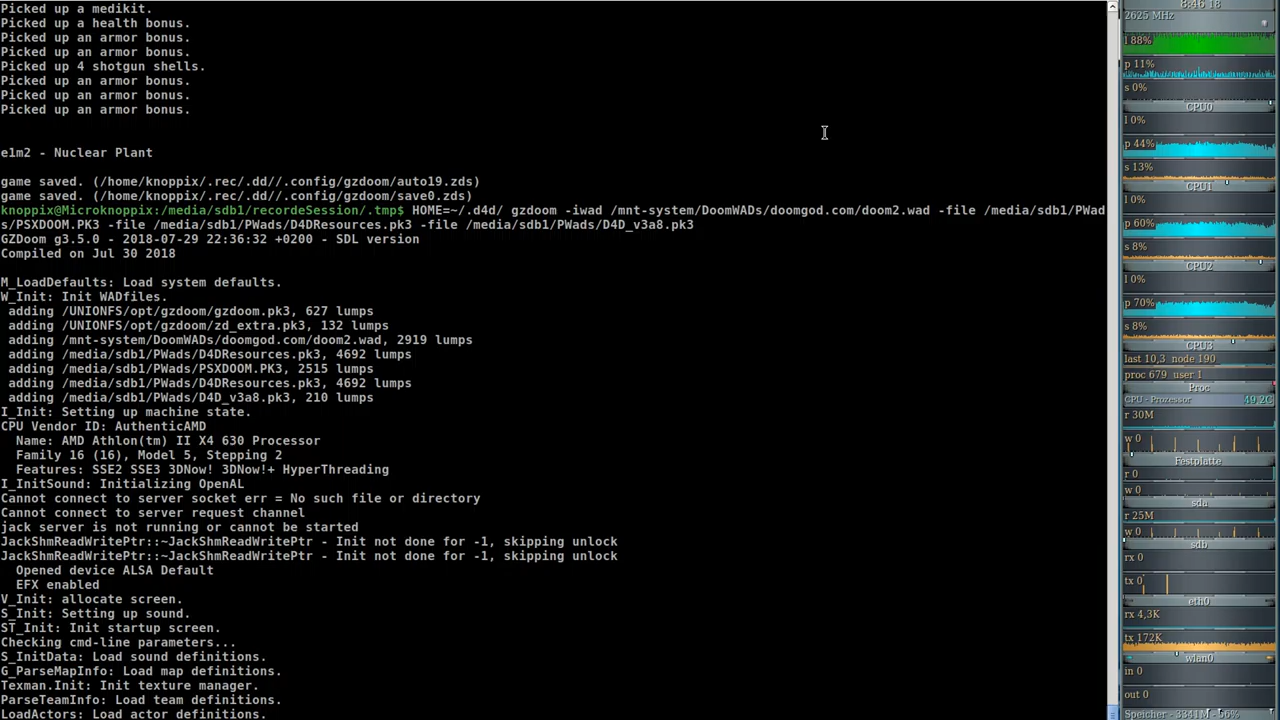 Picked up a medikit.
Picked up a health bonus.
Picked up an armor bonus.
Picked up an armor bonus.
Picked up 4 shotgun shells.
Picked up an armor bonus.
Picked up an armor bonus.
Picked up an armor bonus.
e1m2 - Nuclear Plant
game saved. (/home/knoppix/.rec/.dd//.config/gzdoom/auto19.zds)
game saved. (/home/knoppix/.rec/.dd//.config/gzdoom/save0.zds)
knoppix@Microknoppix:/media/sdb1/recordeSession/.tmp$ HOME=~/.d4d/ gzdoom -iwad /mnt-system/DoomWADs/doomgod.com/doom2.wad -file /media/sdb1/PWad
s/PSXDOOM.PK3 -file /media/sdb1/PWads/D4DResources.pk3 -file /media/sdb1/PWads/D4D_v3a8.pk3
GZDoom g3.5.0 - 2018-07-29 22:36:32 +0200 - SDL version
Compiled on Jul 30 2018
M_LoadDefaults: Load system defaults.
W_Init: Init WADfiles.
adding /UNIONFS/opt/gzdoom/gzdoom.pk3, 627 lumps
adding /UNIONFS/opt/gzdoom/zd_extra.pk3, 132 lumps
adding /mnt-system/DoomWADs/doomgod.com/doom2.wad, 2919 lumps
adding /media/sdb1/PWads/D4DResources.pk3, 4692 lumps
adding /media/sdb1/PWads/PSXDOOM.PK3, 2515 lumps
adding /media/sdb1/PWads/D4DResources.pk3, 4692 lumps
adding /media/sdb1/PWads/D4D_v3a8.pk3, 210 lumps
I_Init: Setting up machine state.
CPU Vendor ID: AuthenticAMD
Name: AMD Athlon(tm) II X4 630 Processor
Family 16 (16), Model 5, Stepping 2
Features: SSE2 SSE3 3DNow! 3DNow!+ HyperThreading
I_InitSound: Initializing OpenAL
Cannot connect to server socket err = No such file or directory
Cannot connect to server request channel
jack server is not running or cannot be started
JackShmReadWritePtr::~JackShmReadWritePtr - Init not done for -1, skipping unlock
JackShmReadWritePtr::~JackShmReadWritePtr - Init not done for -1, skipping unlock
Opened device ALSA Default
EFX enabled
V_Init: allocate screen.
S_Init: Setting up sound.
ST_Init: Init startup screen.
Checking cmd-line parameters...
S_InitData: Load sound definitions.
G_ParseMapInfo: Load map definitions.
Texman.Init: Init texture manager.
ParseTeamInfo: Load team definitions.
LoadActors: Load actor definitions.
8:46 18
2625 MHz
l 88%
p 11%
s 0%
CPU0
l 0%
p 44%
s 13%
CPU1
l 0%
p 60%
s 8%
CPU2
l 0%
p 70%
s 8%
CPU3
last 10,3 node 190
proc 679 user 1
Proc
CPU - Prozessor 49,2C
r 30M
w 0
Festplatte
r 0
w 0
sda
r 25M
w 0
sdb
rx 0
tx 0
eth0
rx 4,3K
tx 172K
wlan0
in 0
out 0
Speicher - 3341M - 56%